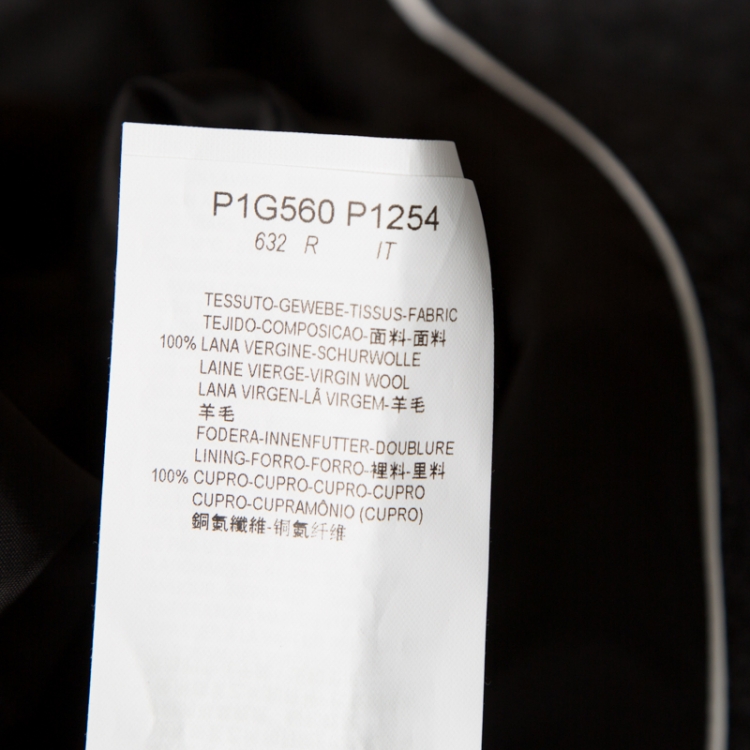 P1G560 P1254
632 R IT
TESSUTO-GEWEBE-TISSUS-FABRIC
TEJIDO-COMPOSICAO-面料-面料
100% LANA VERGINE-SCHURWOLLE
LAINE VIERGE-VIRGIN WOOL
LANA VIRGEN-LÃ VIRGEM-羊毛
羊毛
FODERA-INNENFUTTER-DOUBLURE
LINING-FORRO-FORRO-裡料-里料
100% CUPRO-CUPRO-CUPRO-CUPRO
CUPRO-CUPRAMÔNIO (CUPRO)
銅氨纖維-铜氨纤维